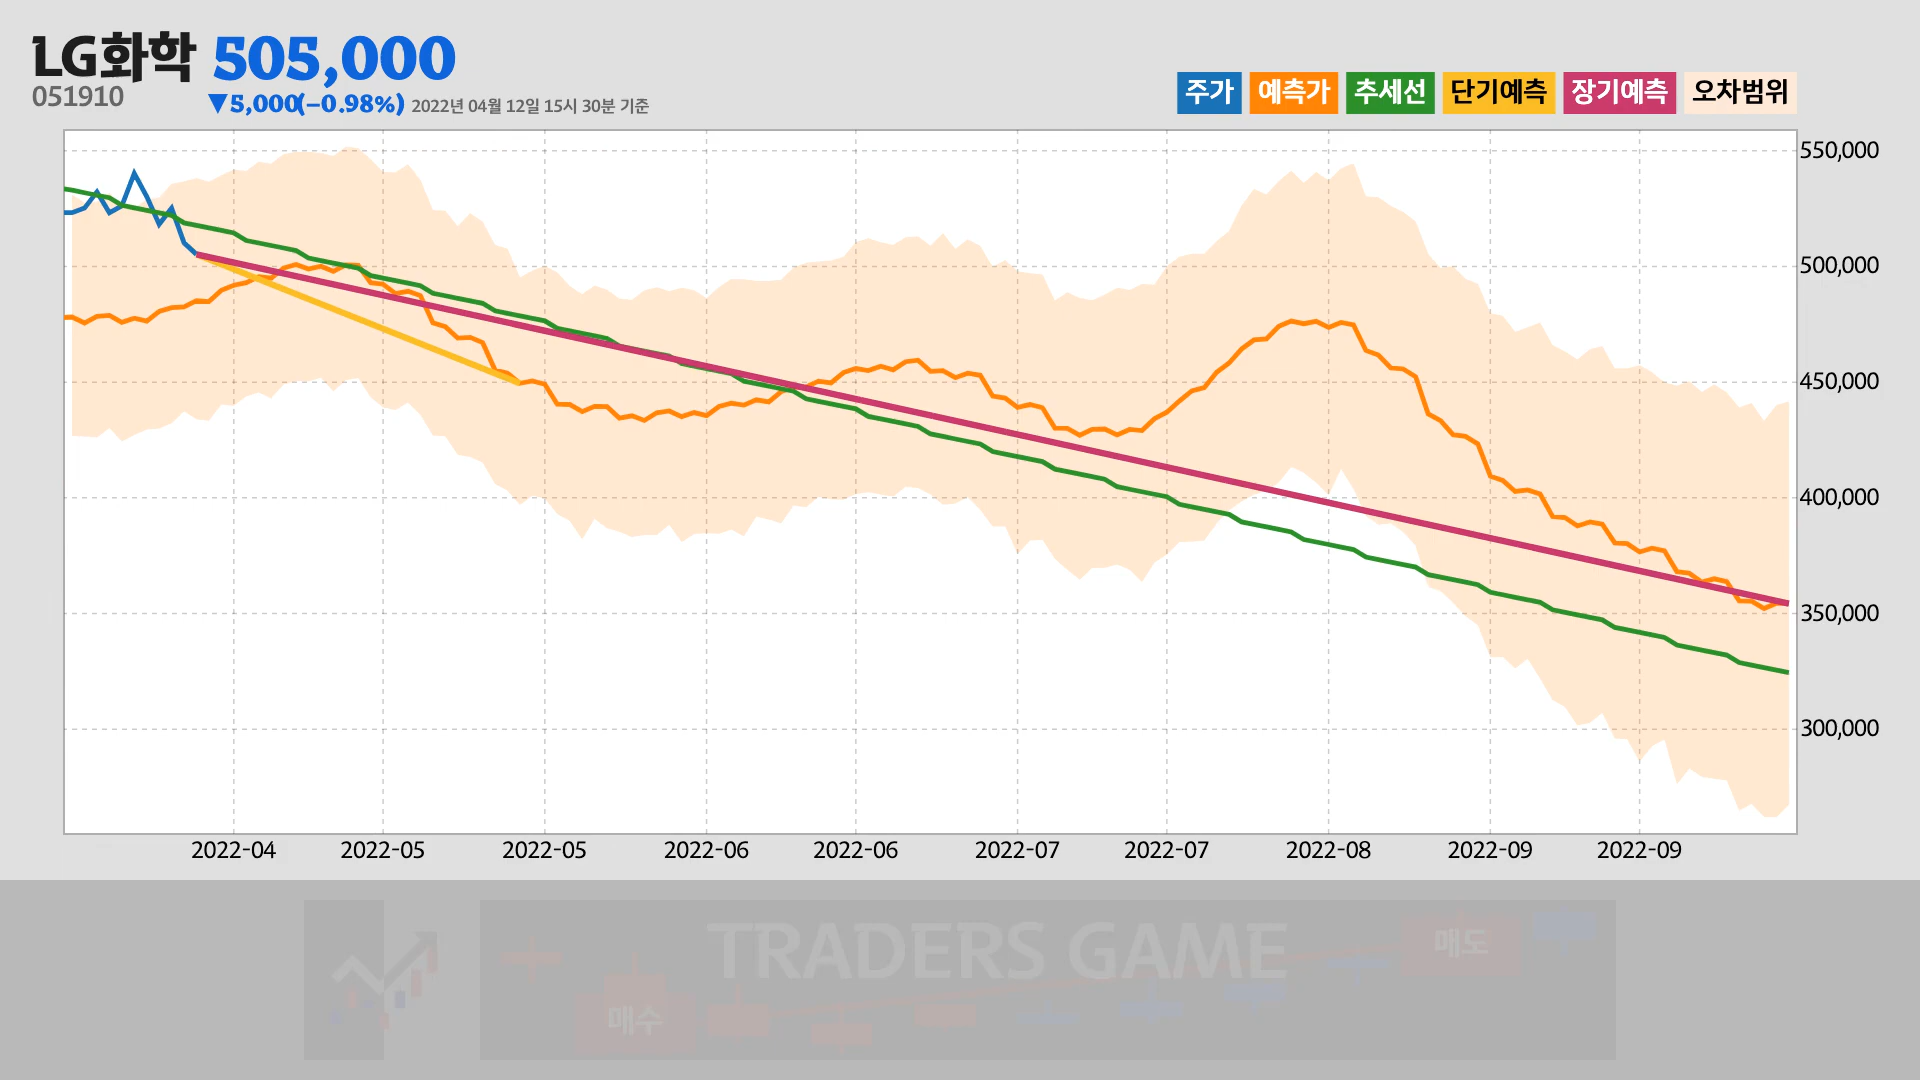 LG화학 505,000
051910 ▼5,000(−0.98%) 2022년 04월 12일 15시 30분 기준
주가 예측가 추세선 단기예측 장기예측 오차범위
550,000
500,000
450,000
400,000
350,000
300,000
2022-04 2022-05 2022-05 2022-06 2022-06 2022-07 2022-07 2022-08 2022-09 2022-09
TRADERS GAME
매도
매수